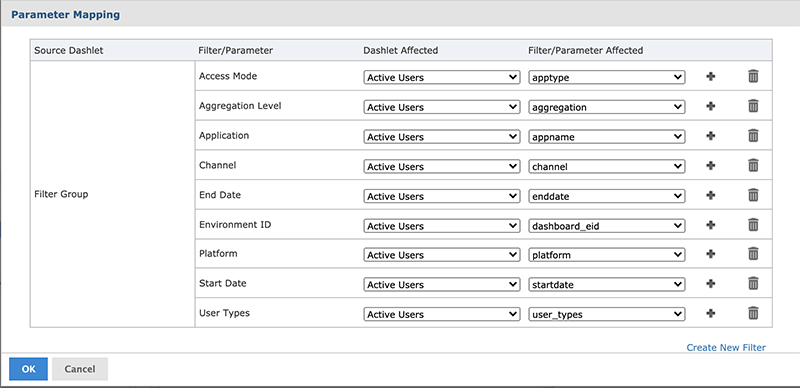 Parameter Mapping
Source Dashlet Filter/Parameter Dashlet Affected Filter/Parameter Affected
Access Mode Active Users apptype
Aggregation Level Active Users aggregation
Application Active Users appname
Channel Active Users channel
Filter Group End Date Active Users enddate
Environment ID Active Users dashboard_eid
Platform Active Users platform
Start Date Active Users startdate
User Types Active Users user_types
Create New Filter
OK Cancel